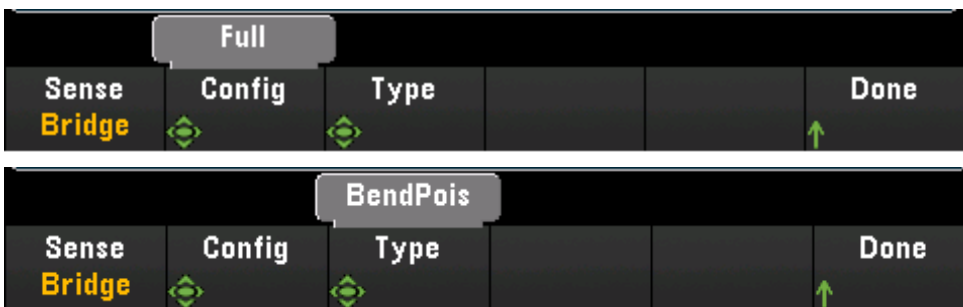 Full
Sense Config Type Done
Bridge
BendPois
Sense Config Type Done
Bridge